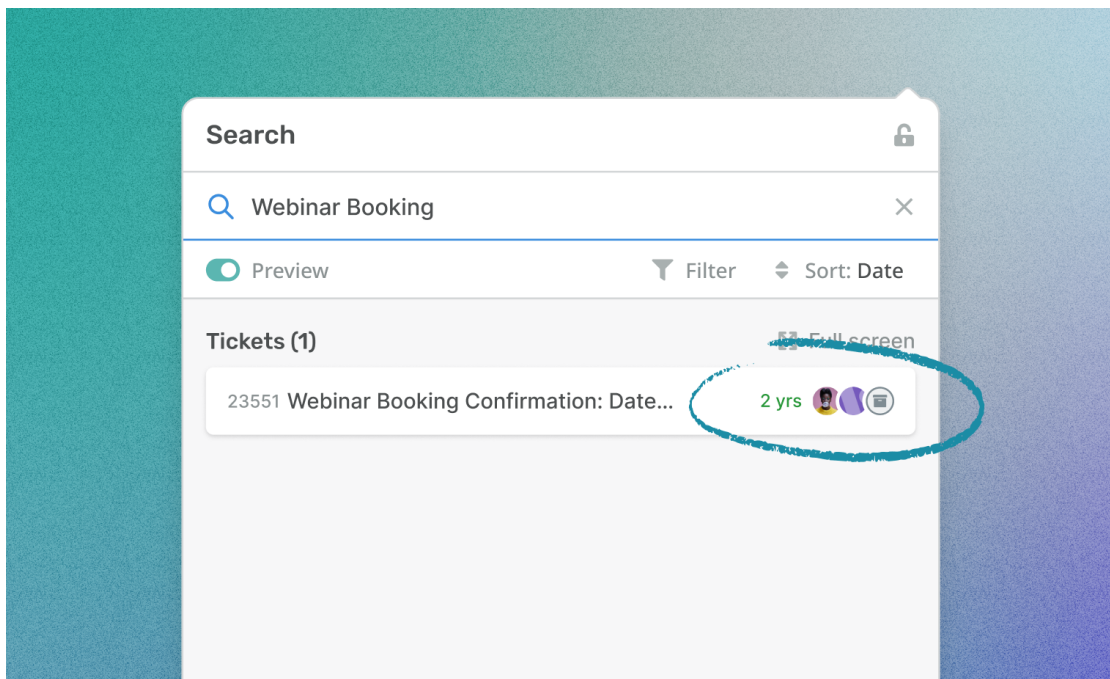 Search
Webinar Booking
Preview Filter Sort: Date
Tickets (1) Full screen
23551 Webinar Booking Confirmation: Date... 2 yrs